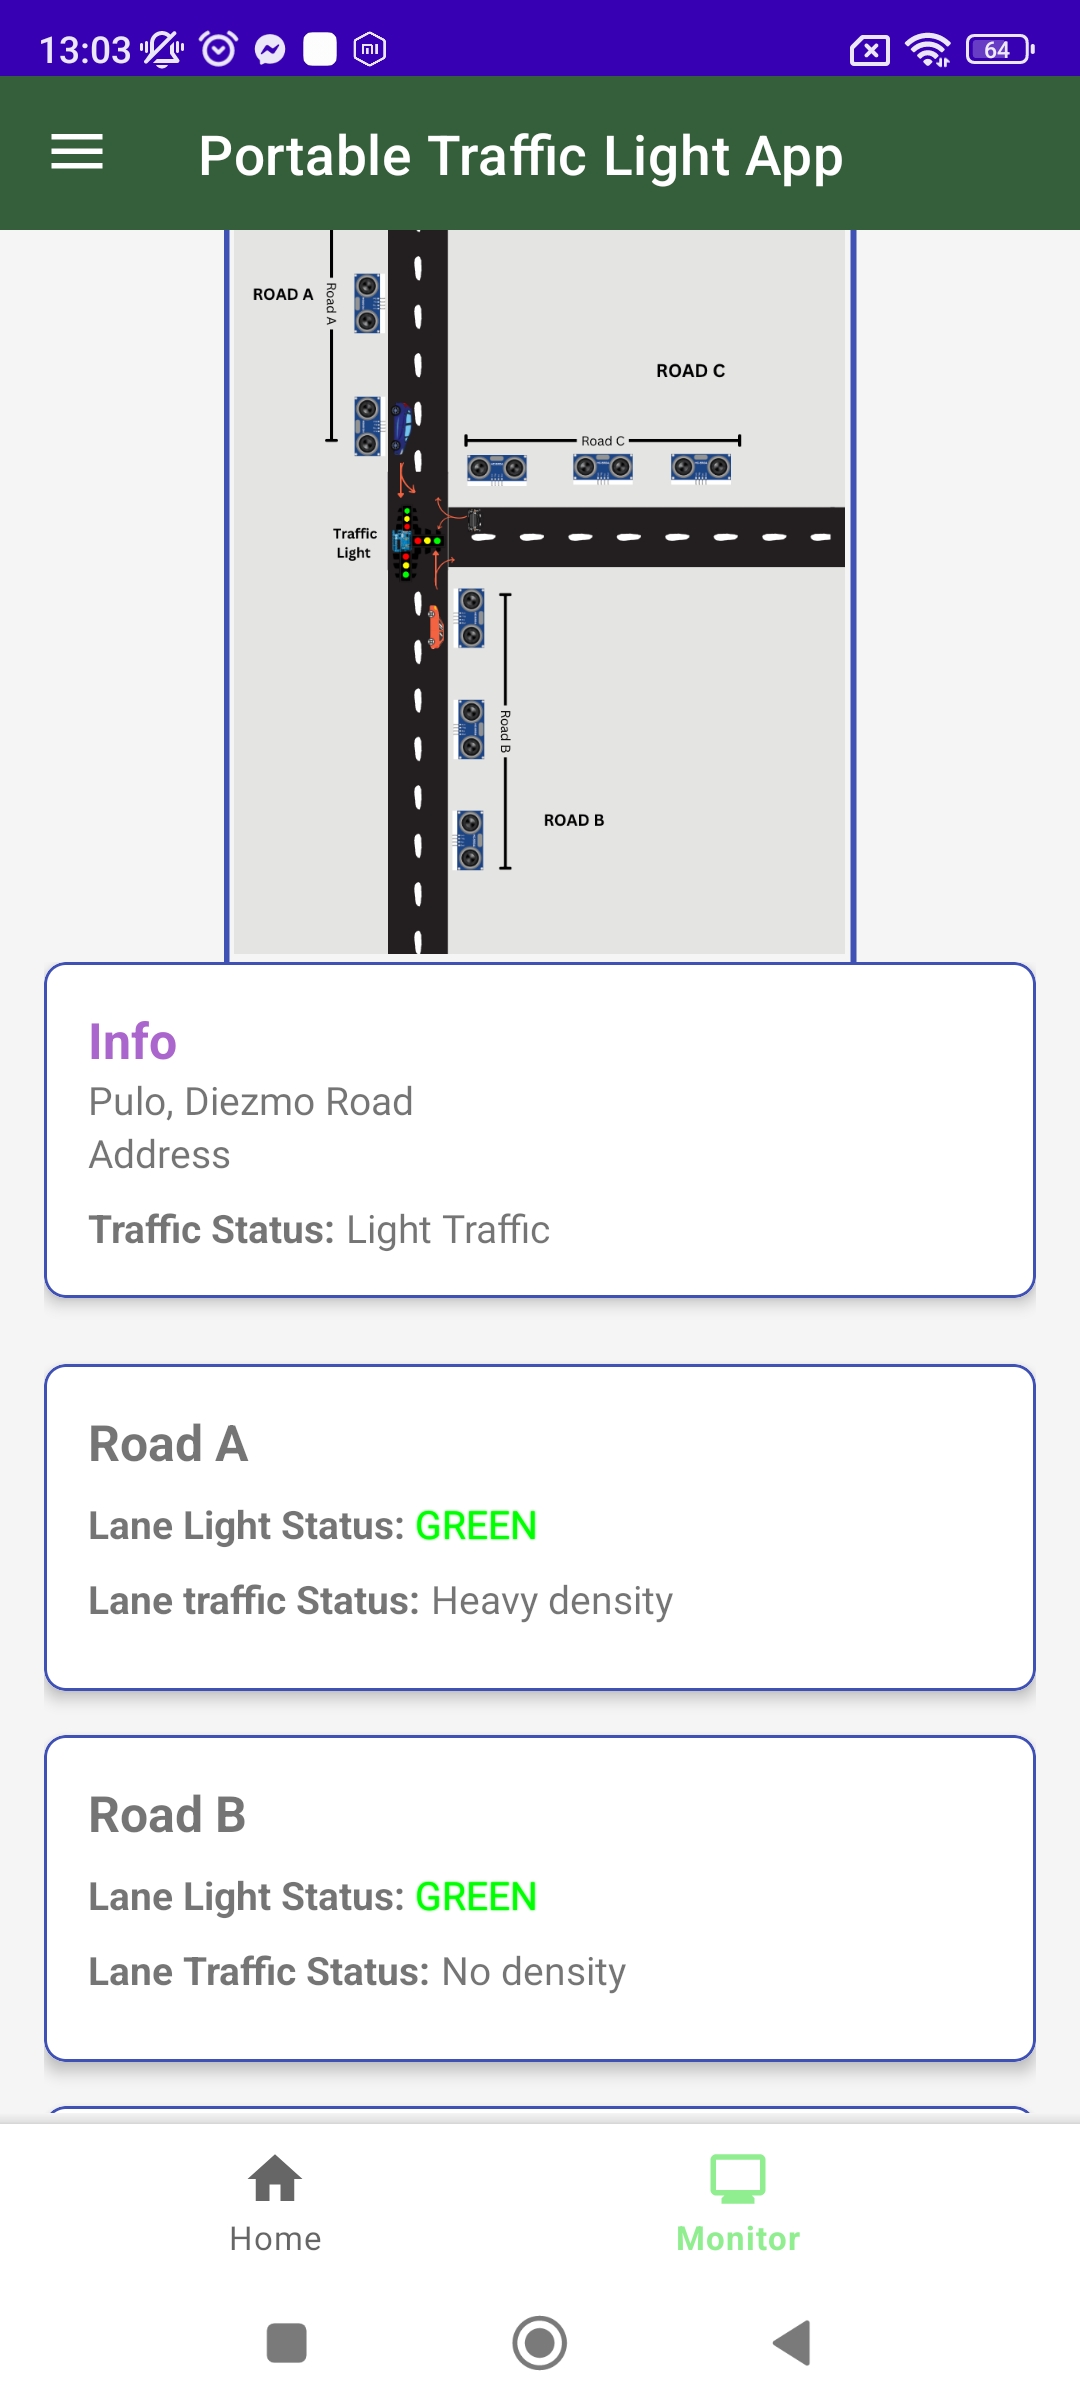 13:03
64
Portable Traffic Light App
ROAD A
Road A
ROAD C
Road C
Traffic
Light
Road B
ROAD B
Info
Pulo, Diezmo Road
Address
Traffic Status: Light Traffic
Road A
Lane Light Status: GREEN
Lane traffic Status: Heavy density
Road B
Lane Light Status: GREEN
Lane Traffic Status: No density
Home
Monitor